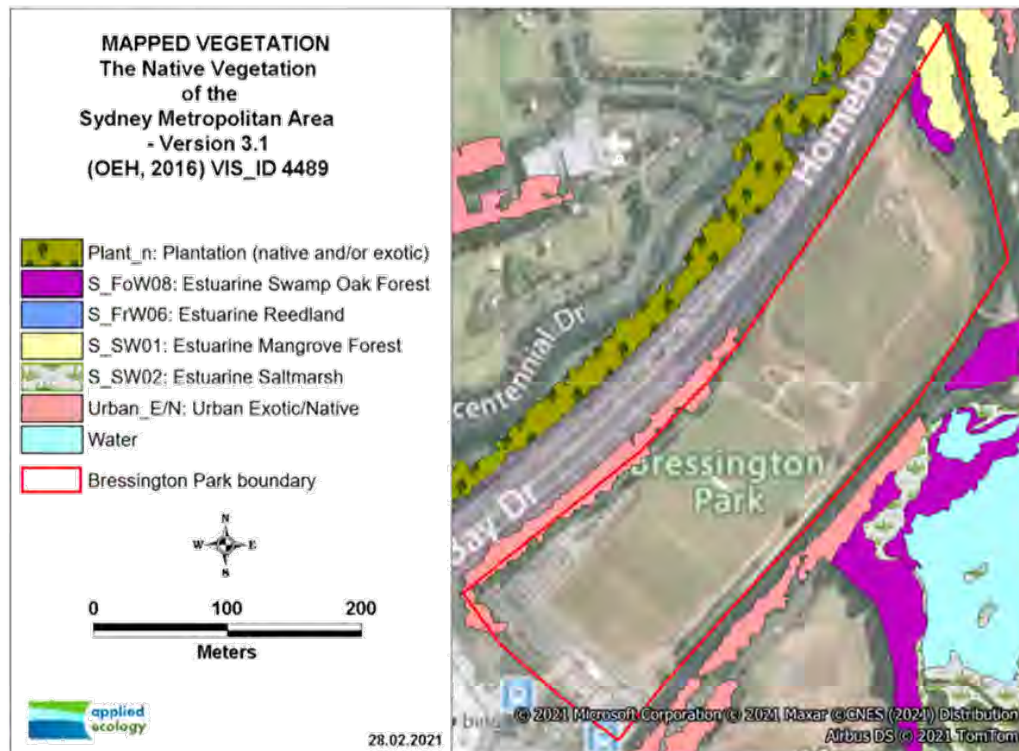 MAPPED VEGETATION
The Native Vegetation
of the
Sydney Metropolitan Area
- Version 3.1
(OEH, 2016) VIS_ID 4489
Plant_n: Plantation (native and/or exotic)
S_FoW08: Estuarine Swamp Oak Forest
S_FrW06: Estuarine Reedland
S_SW01: Estuarine Mangrove Forest
S_SW02: Estuarine Saltmarsh
Urban_E/N: Urban Exotic/Native
Water
Bressington Park boundary
N
W E
S
0 100 200
Meters
applied
ecology
28.02.2021
Homebush
Centennial Dr
Bay Dr
Bressington
Park
© 2021 Microsoft Corporation © 2021 Maxar ©CNES (2021) Distribution
Airbus DS © 2021 TomTom